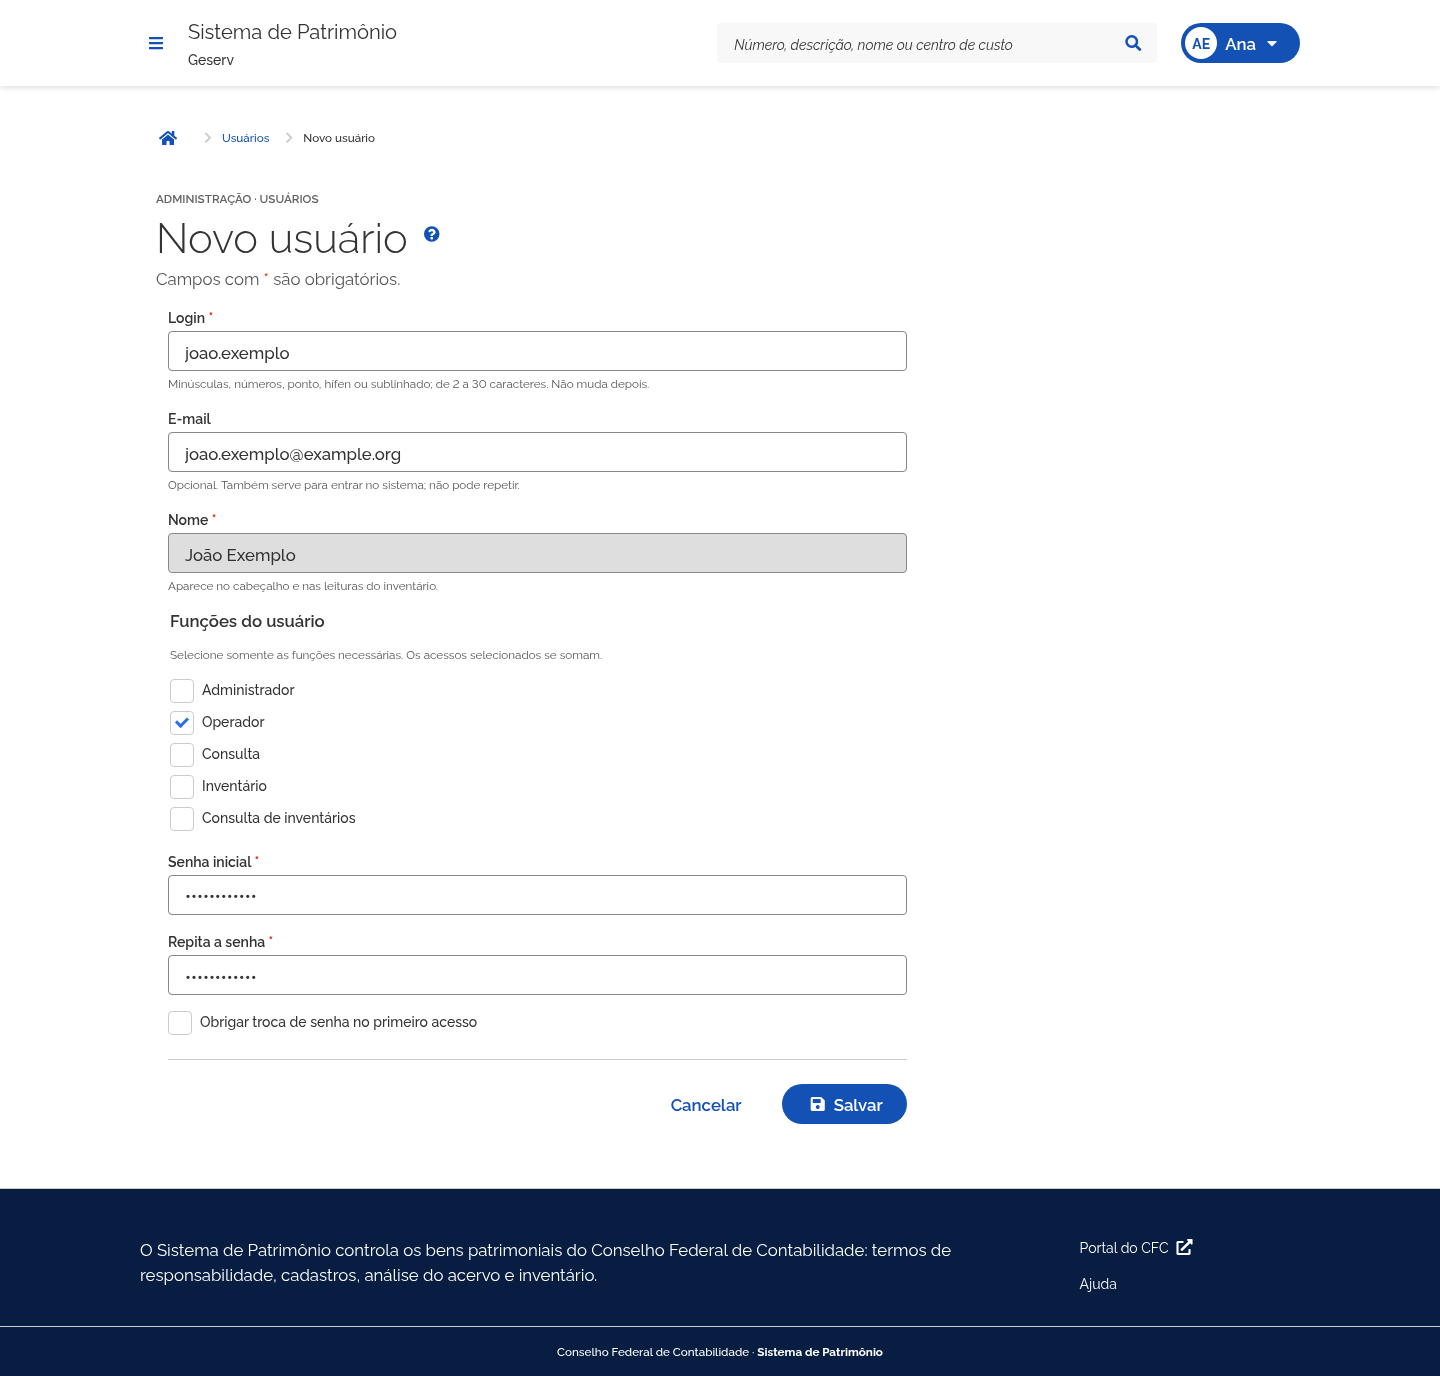 Sistema de Patrimônio
Geserv
Número, descrição, nome ou centro de custo
AE Ana
Usuários
Novo usuário
ADMINISTRAÇÃO · USUÁRIOS
Novo usuário
Campos com * são obrigatórios.
Login *
joao.exemplo
Minúsculas, números, ponto, hífen ou sublinhado; de 2 a 30 caracteres. Não muda depois.
E-mail
joao.exemplo@example.org
Opcional. Também serve para entrar no sistema; não pode repetir.
Nome *
João Exemplo
Aparece no cabeçalho e nas leituras do inventário.
Funções do usuário
Selecione somente as funções necessárias. Os acessos selecionados se somam.
Administrador
Operador
Consulta
Inventário
Consulta de inventários
Senha inicial *
••••••••••••
Repita a senha *
••••••••••••
Obrigar troca de senha no primeiro acesso
Cancelar
Salvar
O Sistema de Patrimônio controla os bens patrimoniais do Conselho Federal de Contabilidade: termos de
responsabilidade, cadastros, análise do acervo e inventário.
Portal do CFC
Ajuda
Conselho Federal de Contabilidade · Sistema de Patrimônio